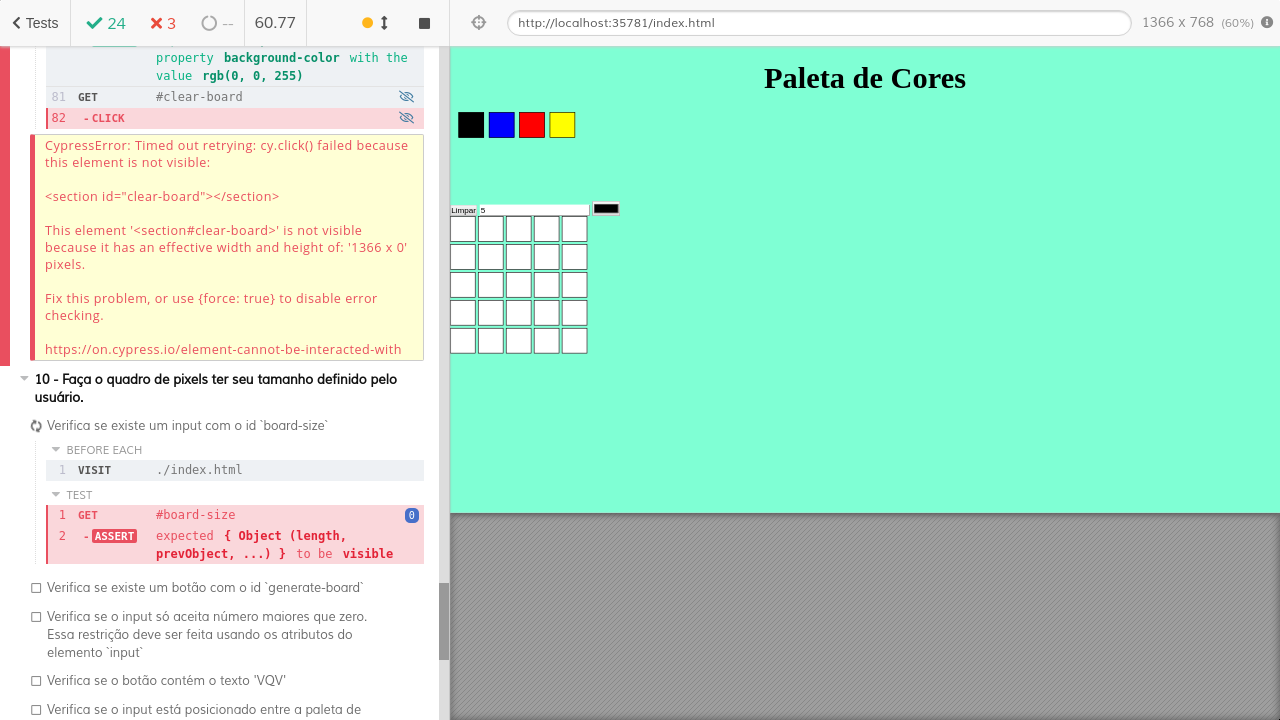 Tests 24 3 -- 60.77
http://localhost:35781/index.html 1366 x 768 (60%)
property background-color with the
value rgb(0, 0, 255)
81 GET #clear-board
82 - CLICK
CypressError: Timed out retrying: cy.click() failed because
this element is not visible:
<section id="clear-board"></section>
This element '<section#clear-board>' is not visible
because it has an effective width and height of: '1366 x 0'
pixels.
Fix this problem, or use {force: true} to disable error
checking.
https://on.cypress.io/element-cannot-be-interacted-with
10 - Faça o quadro de pixels ter seu tamanho definido pelo
usuário.
Verifica se existe um input com o id `board-size`
BEFORE EACH
1 VISIT ./index.html
TEST
1 GET #board-size 0
2 - ASSERT expected { Object (length,
prevObject, ...) } to be visible
Verifica se existe um botão com o id `generate-board`
Verifica se o input só aceita número maiores que zero.
Essa restrição deve ser feita usando os atributos do
elemento `input`
Verifica se o botão contém o texto 'VQV'
Verifica se o input está posicionado entre a paleta de
Paleta de Cores
Limpar 5